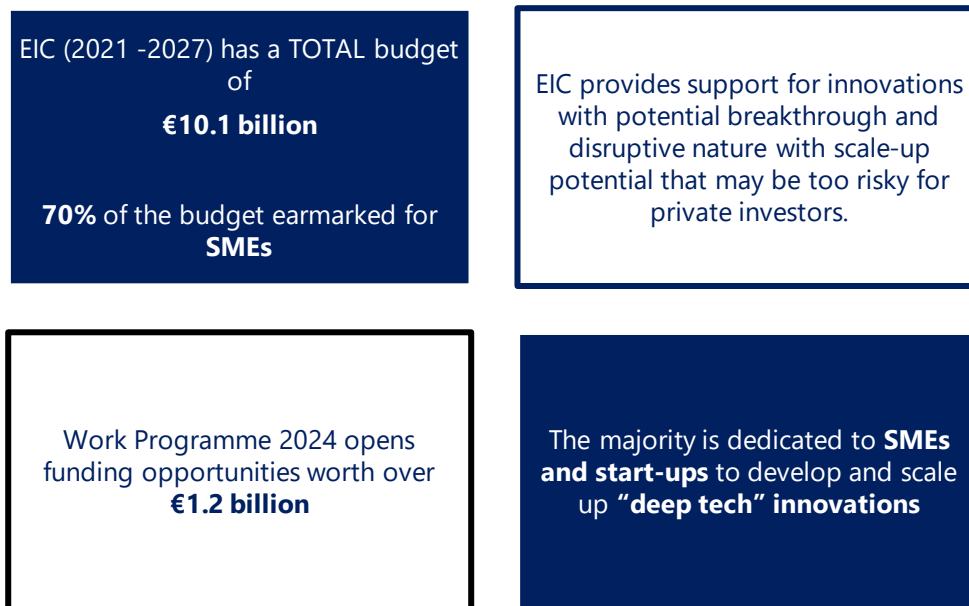 EIC (2021 -2027) has a TOTAL budget
of
€10.1 billion
70% of the budget earmarked for
SMEs
EIC provides support for innovations
with potential breakthrough and
disruptive nature with scale-up
potential that may be too risky for
private investors.
Work Programme 2024 opens
funding opportunities worth over
€1.2 billion
The majority is dedicated to SMEs
and start-ups to develop and scale
up “deep tech” innovations